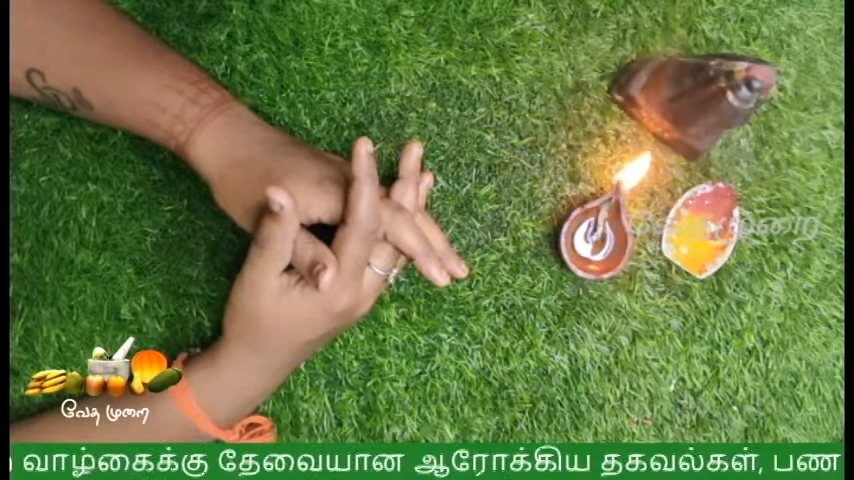 வேத முறை
வேத முறை
வாழ்கைக்கு தேவையான ஆரோக்கிய தகவல்கள், பண